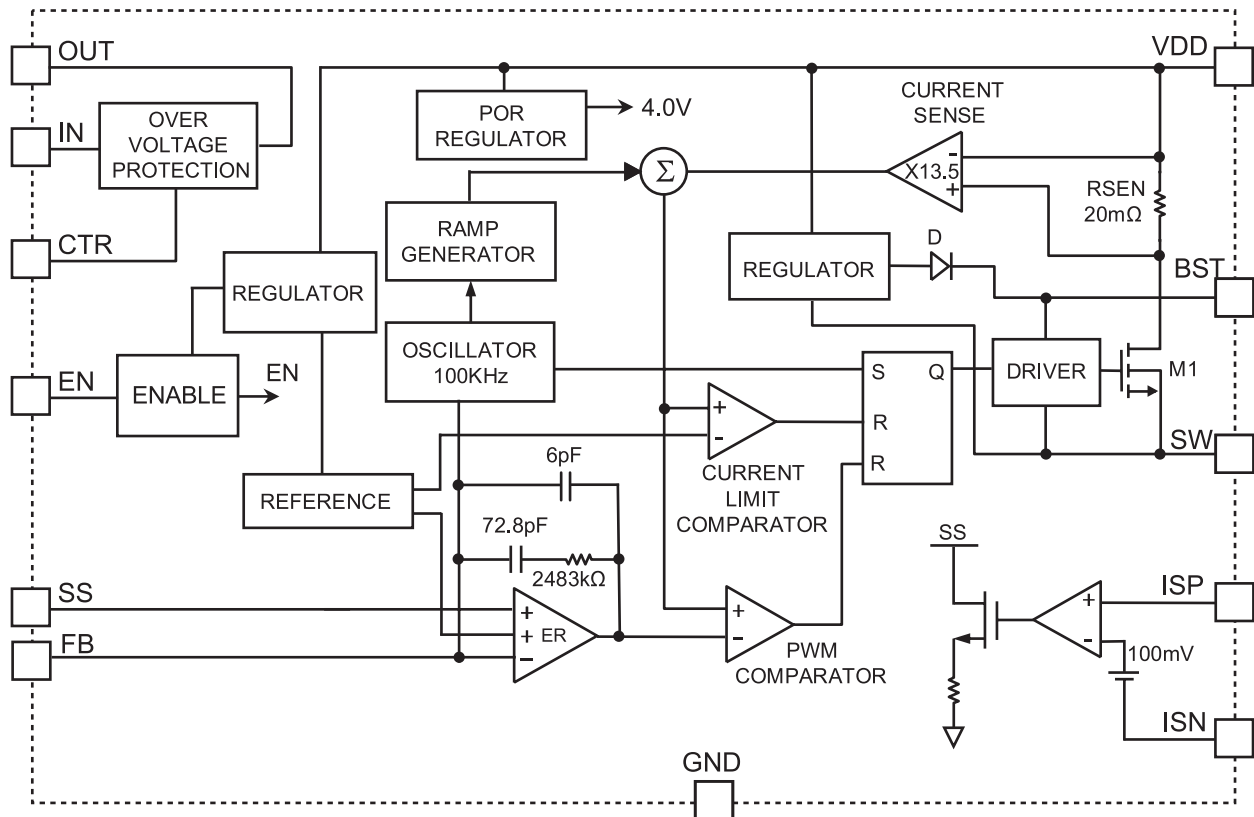 OUT
VDD
IN
OVER
VOLTAGE
PROTECTION
POR
REGULATOR
4.0V
CURRENT
SENSE
-
X13.5
+
Σ
RSEN
20mΩ
CTR
RAMP
GENERATOR
REGULATOR
REGULATOR
D
BST
OSCILLATOR
100KHz
EN
ENABLE
EN
S
Q
R
R
DRIVER
M1
SW
+
-
CURRENT
LIMIT
COMPARATOR
REFERENCE
6pF
72.8pF
2483kΩ
SS
FB
+
+
−
ER
+
−
PWM
COMPARATOR
SS
+
-
100mV
ISP
ISN
GND